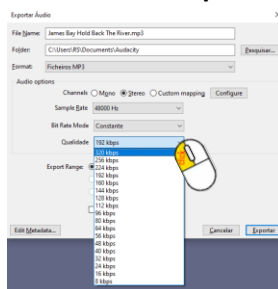 Exportar Áudio
File Name: James Bay Hold Back The River.mp3
Folder: C:\Users\RS\Documents\Audacity Pesquisar...
Format: Ficheiros MP3
Audio options
Channels Mono Stereo Custom mapping Configure
Sample Rate 48000 Hz
Bit Rate Mode Constante
Qualidade 192 kbps
320 kbps
256 kbps
Export Range: 224 kbps
192 kbps
160 kbps
144 kbps
128 kbps
112 kbps
96 kbps
80 kbps
64 kbps
Edit Metadata... 56 kbps Cancelar Exportar
48 kbps
40 kbps
32 kbps
24 kbps
16 kbps
8 kbps